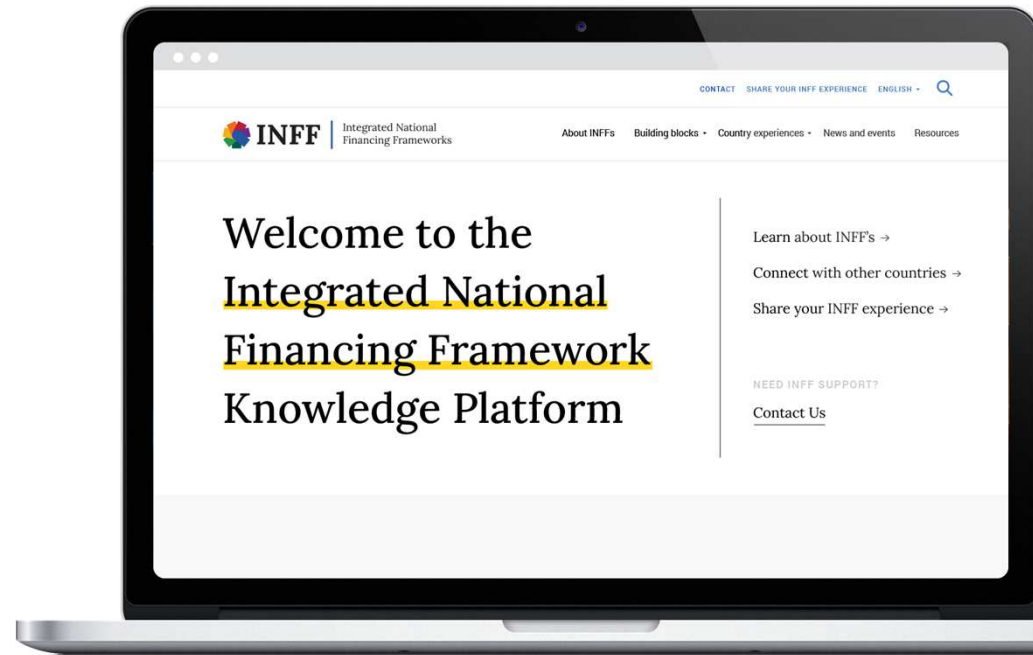 CONTACT SHARE YOUR INFF EXPERIENCE ENGLISH
INFF
Integrated National
Financing Frameworks
About INFFs Building blocks Country experiences News and events Resources
Welcome to the
Integrated National
Financing Framework
Knowledge Platform
Learn about INFF's →
Connect with other countries →
Share your INFF experience →
NEED INFF SUPPORT?
Contact Us